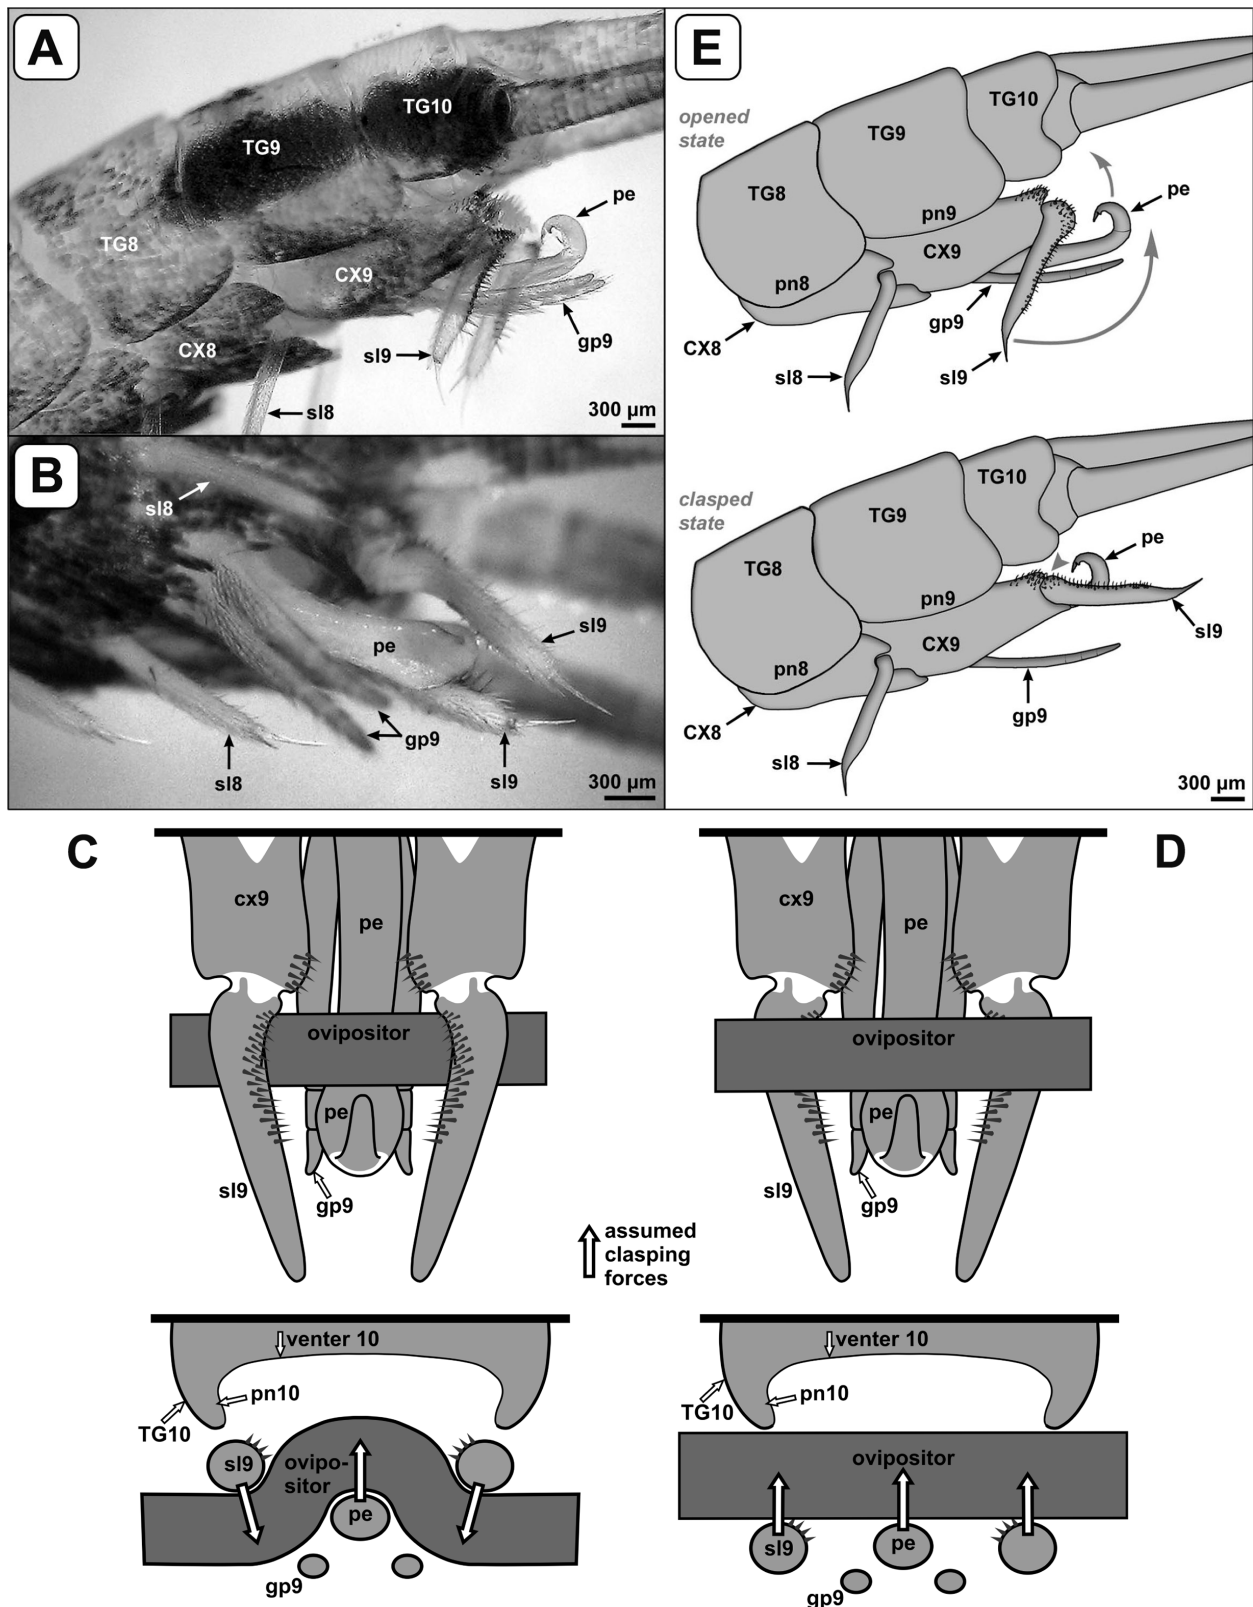 A
TG10
TG9
TG8
pe
CX9
CX8
sl9
gp9
sl8
300 µm
B
sl8
sl9
pe
gp9
sl8
sl9
300 µm
E
opened
state
TG10
TG9
TG8
pe
pn9
CX9
pn8
gp9
CX8
sl8
sl9
clasped
state
TG10
TG9
TG8
pe
pn9
CX9
sl9
pn8
gp9
CX8
sl8
300 µm
C
cx9
pe
ovipositor
pe
sl9
gp9
D
cx9
pe
ovipositor
pe
sl9
gp9
assumed
clasping
forces
venter 10
pn10
TG10
sl9
ovipo-
sitor
pe
gp9
venter 10
pn10
TG10
ovipositor
sl9
pe
gp9